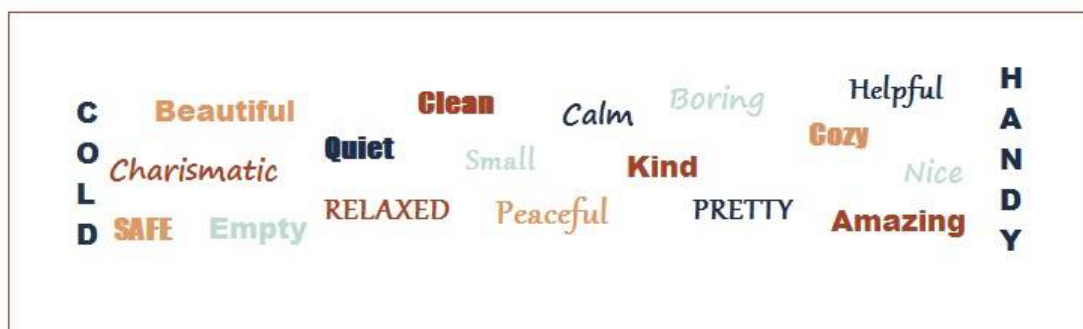 COLD
Beautiful
Clean
Calm
Boring
Helpful
HANDY
Charismatic
Quiet
Small
Kind
Cozy
Nice
SAFE
Empty
RELAXED
Peaceful
PRETTY
Amazing